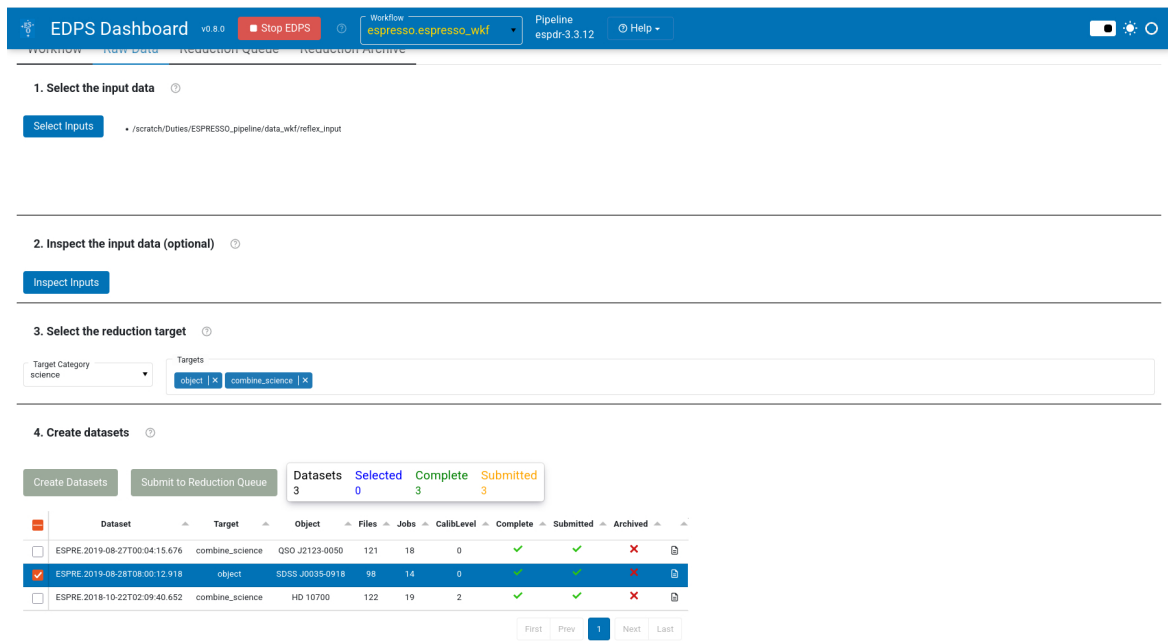 EDPS Dashboard v0.8.0 Stop EDPS Workflow espresso.espresso_wkf Pipeline espdr-3.3.12 Help
Workflow Raw Data Reduction Queue Reduction Archive
1. Select the input data
Select Inputs • /scratch/Duties/ESPRESSO_pipeline/data_wkf/reflex_input
2. Inspect the input data (optional)
Inspect Inputs
3. Select the reduction target
Target Category Targets
science object | × combine_science | ×
4. Create datasets
Create Datasets Submit to Reduction Queue Datasets Selected Complete Submitted
3 0 3 3
Dataset Target Object Files Jobs CalibLevel Complete Submitted Archived
ESPRE.2019-08-27T00:04:15.676 combine_science QSO J2123-0050 121 18 0
ESPRE.2019-08-28T08:00:12.918 object SDSS J0035-0918 98 14 0
ESPRE.2018-10-22T02:09:40.652 combine_science HD 10700 122 19 2
First Prev 1 Next Last